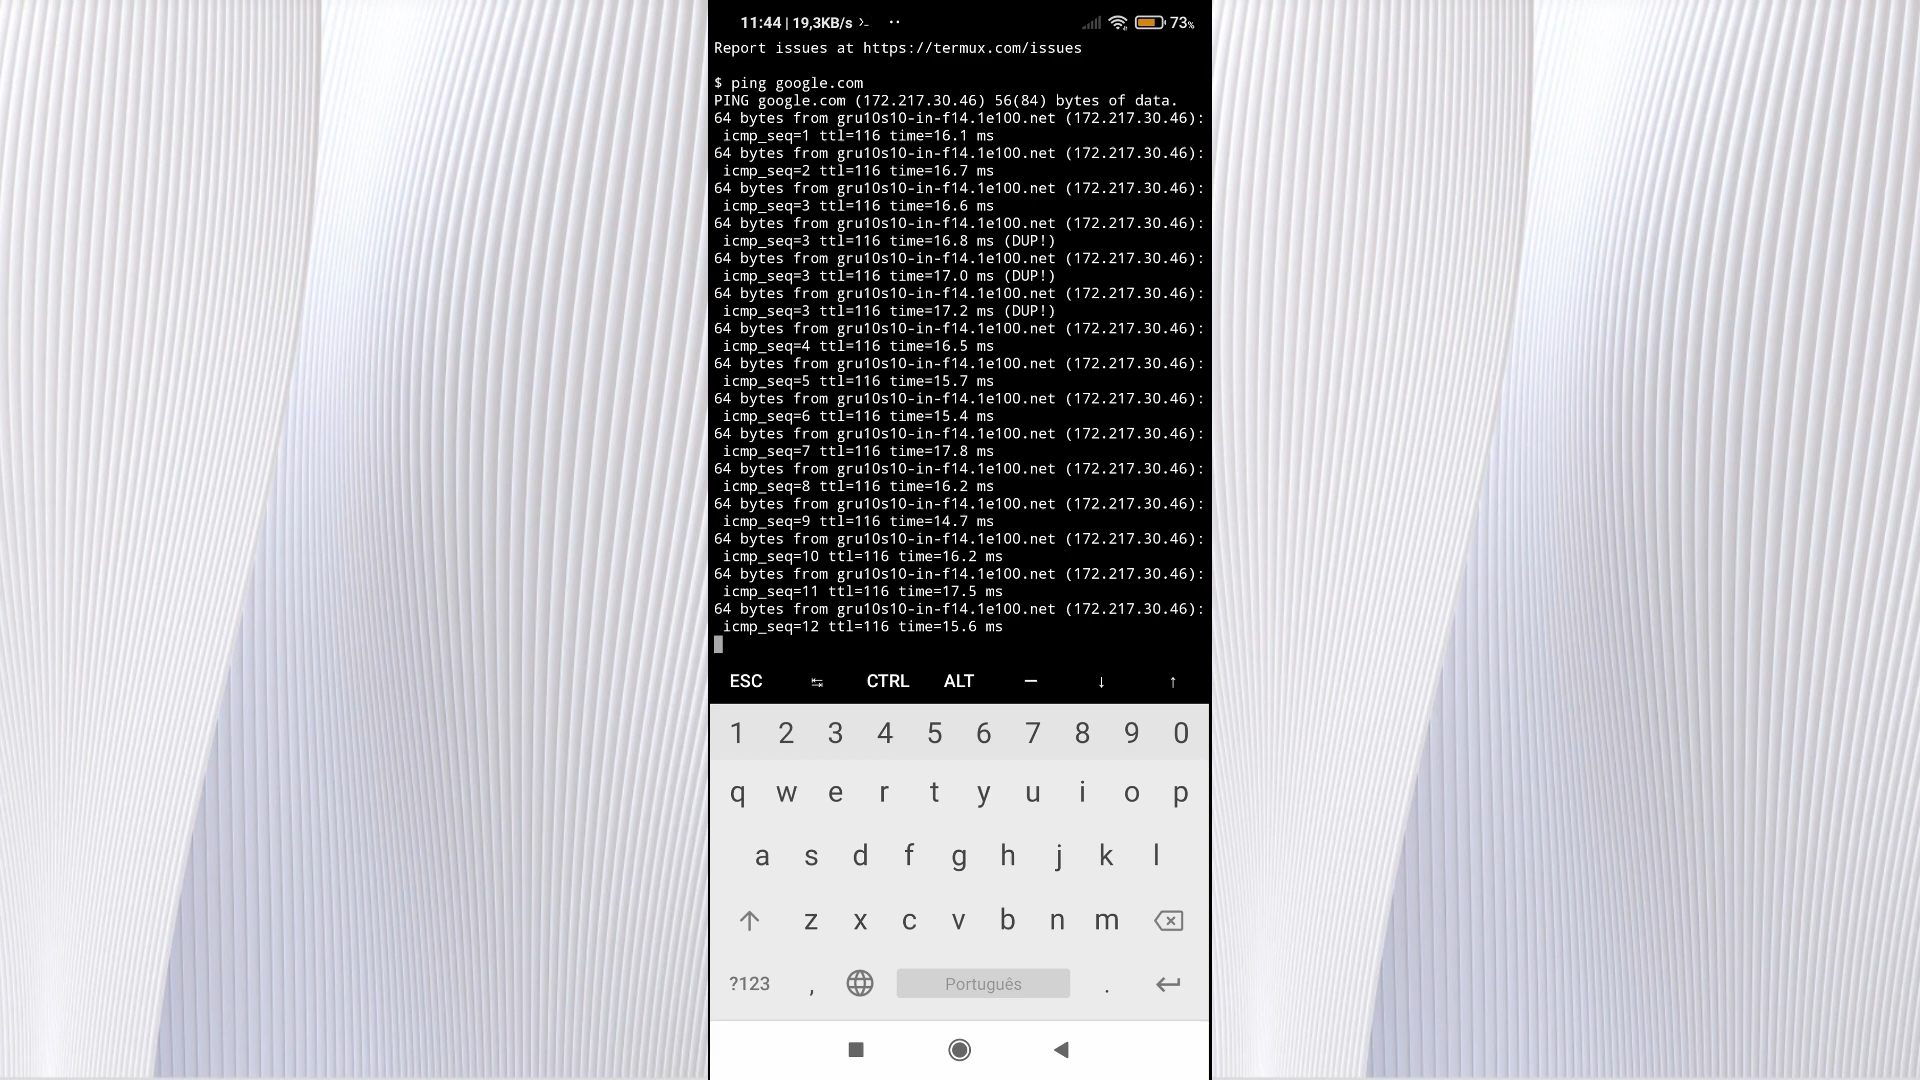 11:44 | 19,3KB/s
73%
Report issues at https://termux.com/issues
$ ping google.com
PING google.com (172.217.30.46) 56(84) bytes of data.
64 bytes from gru10s10-in-f14.1e100.net (172.217.30.46):
icmp_seq=1 ttl=116 time=16.1 ms
64 bytes from gru10s10-in-f14.1e100.net (172.217.30.46):
icmp_seq=2 ttl=116 time=16.7 ms
64 bytes from gru10s10-in-f14.1e100.net (172.217.30.46):
icmp_seq=3 ttl=116 time=16.6 ms
64 bytes from gru10s10-in-f14.1e100.net (172.217.30.46):
icmp_seq=3 ttl=116 time=16.8 ms (DUP!)
64 bytes from gru10s10-in-f14.1e100.net (172.217.30.46):
icmp_seq=3 ttl=116 time=17.0 ms (DUP!)
64 bytes from gru10s10-in-f14.1e100.net (172.217.30.46):
icmp_seq=3 ttl=116 time=17.2 ms (DUP!)
64 bytes from gru10s10-in-f14.1e100.net (172.217.30.46):
icmp_seq=4 ttl=116 time=16.5 ms
64 bytes from gru10s10-in-f14.1e100.net (172.217.30.46):
icmp_seq=5 ttl=116 time=15.7 ms
64 bytes from gru10s10-in-f14.1e100.net (172.217.30.46):
icmp_seq=6 ttl=116 time=15.4 ms
64 bytes from gru10s10-in-f14.1e100.net (172.217.30.46):
icmp_seq=7 ttl=116 time=17.8 ms
64 bytes from gru10s10-in-f14.1e100.net (172.217.30.46):
icmp_seq=8 ttl=116 time=16.2 ms
64 bytes from gru10s10-in-f14.1e100.net (172.217.30.46):
icmp_seq=9 ttl=116 time=14.7 ms
64 bytes from gru10s10-in-f14.1e100.net (172.217.30.46):
icmp_seq=10 ttl=116 time=16.2 ms
64 bytes from gru10s10-in-f14.1e100.net (172.217.30.46):
icmp_seq=11 ttl=116 time=17.5 ms
64 bytes from gru10s10-in-f14.1e100.net (172.217.30.46):
icmp_seq=12 ttl=116 time=15.6 ms
ESC ↹ CTRL ALT — ↓ ↑
1 2 3 4 5 6 7 8 9 0
q w e r t y u i o p
a s d f g h j k l
z x c v b n m
?123 , Português .